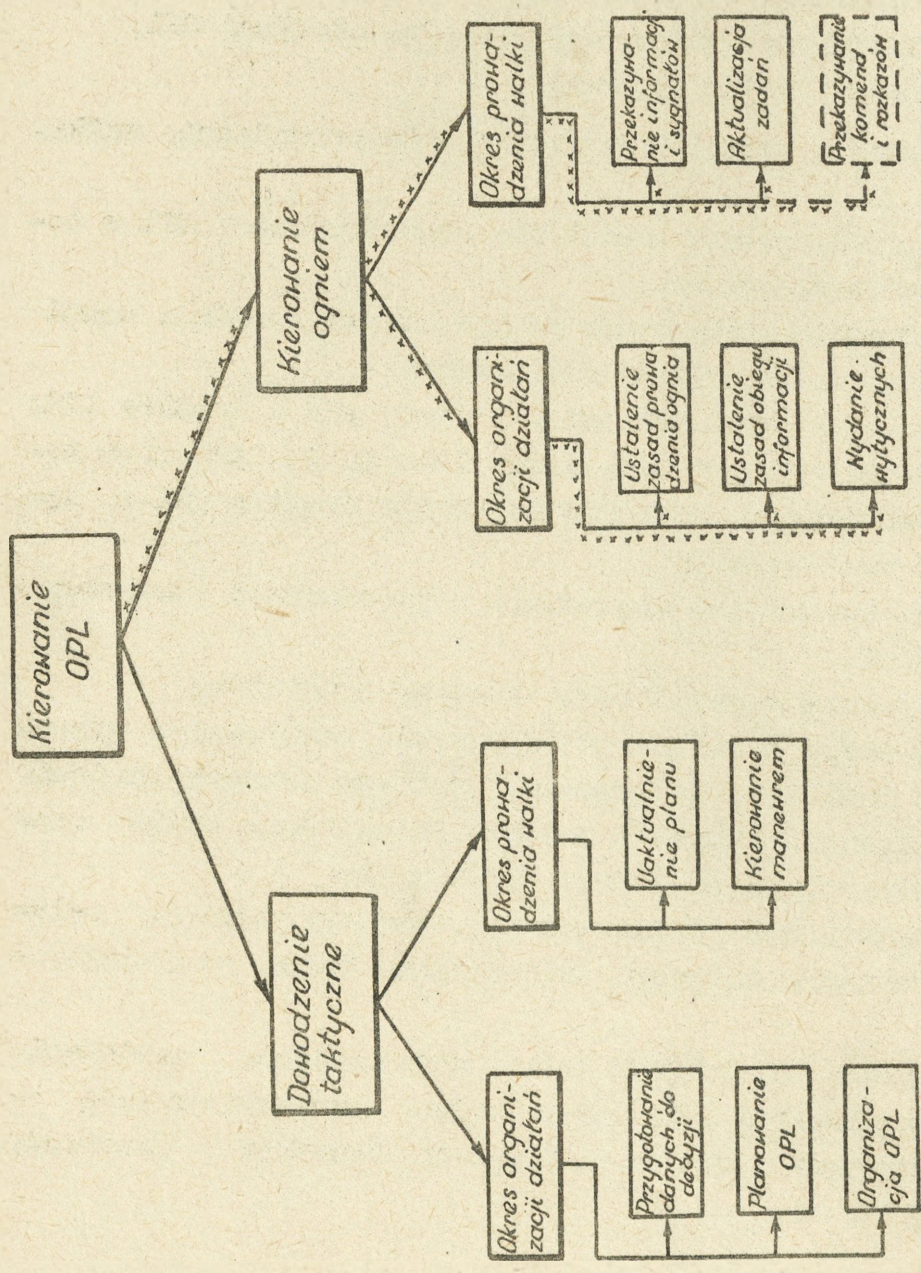 Kierowanie
OPL
Dowodzenie
taktyczne
Kierowanie
ogniem
Okres organi-
zacji działań
Okres prowa-
dzenia walki
Okres organi-
zacji działań
Okres prowa-
dzenia walki
Przygotowanie
danych do
decyzji
Planowanie
OPL
Organiza-
cja OPL
Uaktualnie-
nie planu
Kierowanie
manewrem
Ustalenie
zasad prowa
dzenia ognia
Ustalenie
zasad obiegu
informacji
Wydanie
wytycznych
Przekazywa-
nie informacji
i sygnałów
Aktualizacja
zadań
Przekazywanie
komend
i rozkazów